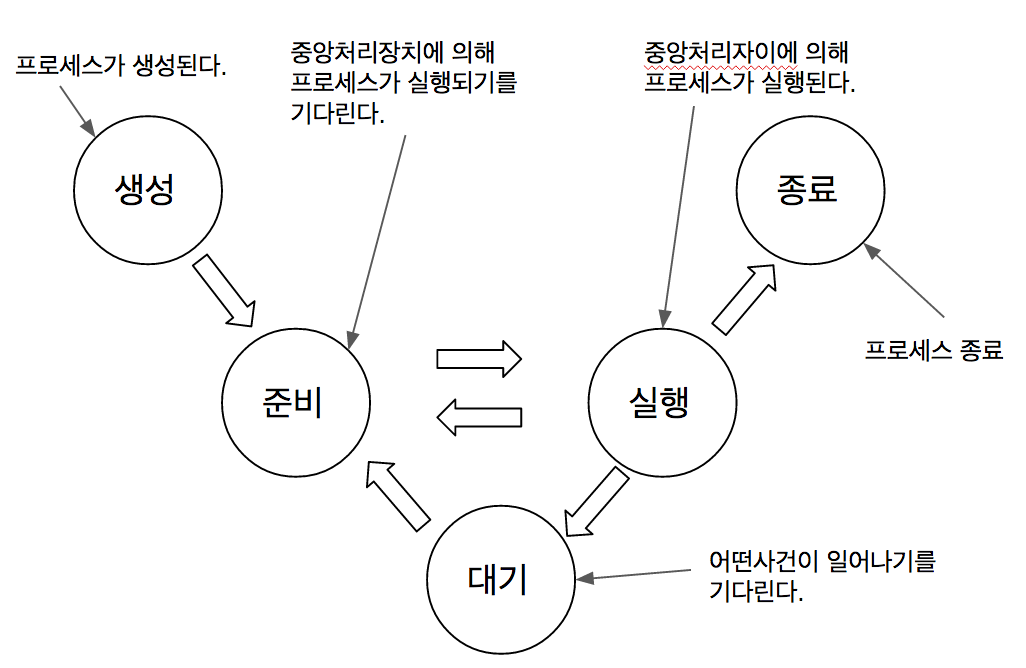 프로세스가 생성된다.
중앙처리장치에 의해
프로세스가 실행되기를
기다린다.
중앙처리자이에 의해
프로세스가 실행된다.
생성
종료
프로세스 종료
준비
실행
대기
어떤사건이 일어나기를
기다린다.